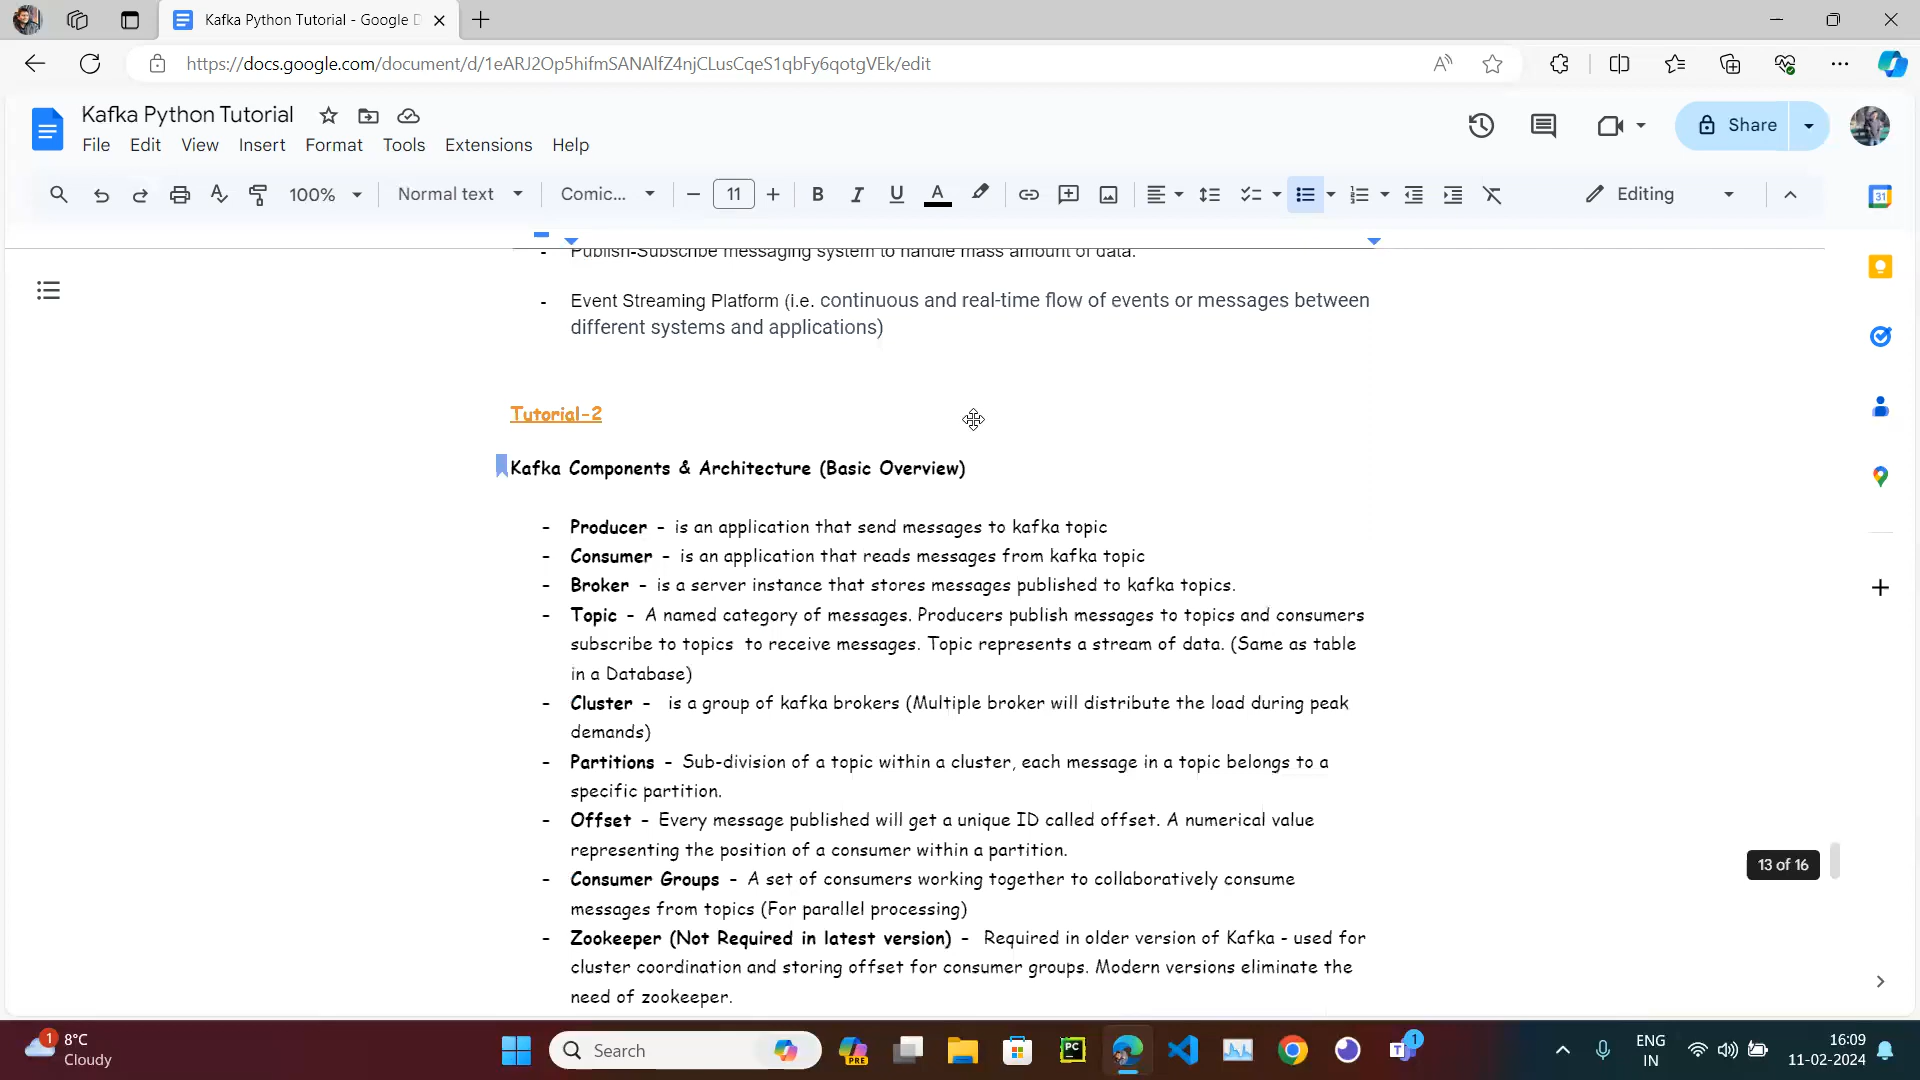 Kafka Python Tutorial - Google D
https://docs.google.com/document/d/1eARJ2Op5hifmSANAlfZ4njCLusCqeS1qbFy6qotgVEk/edit
Kafka Python Tutorial
Share
File Edit View Insert Format Tools Extensions Help
100% Normal text Comic... 11 Editing
31
- Publish-Subscribe messaging system to handle mass amount of data.
- Event Streaming Platform (i.e. continuous and real-time flow of events or messages between
different systems and applications)
Tutorial-2
Kafka Components & Architecture (Basic Overview)
- Producer - is an application that send messages to kafka topic
- Consumer - is an application that reads messages from kafka topic
- Broker - is a server instance that stores messages published to kafka topics.
- Topic - A named category of messages. Producers publish messages to topics and consumers
subscribe to topics to receive messages. Topic represents a stream of data. (Same as table
in a Database)
- Cluster - is a group of kafka brokers (Multiple broker will distribute the load during peak
demands)
- Partitions - Sub-division of a topic within a cluster, each message in a topic belongs to a
specific partition.
- Offset - Every message published will get a unique ID called offset. A numerical value
representing the position of a consumer within a partition.
13 of 16
- Consumer Groups - A set of consumers working together to collaboratively consume
messages from topics (For parallel processing)
- Zookeeper (Not Required in latest version) - Required in older version of Kafka - used for
cluster coordination and storing offset for consumer groups. Modern versions eliminate the
need of zookeeper.
1
8°C
Cloudy
Search
PRE
PC
1
ENG
IN
16:09
11-02-2024